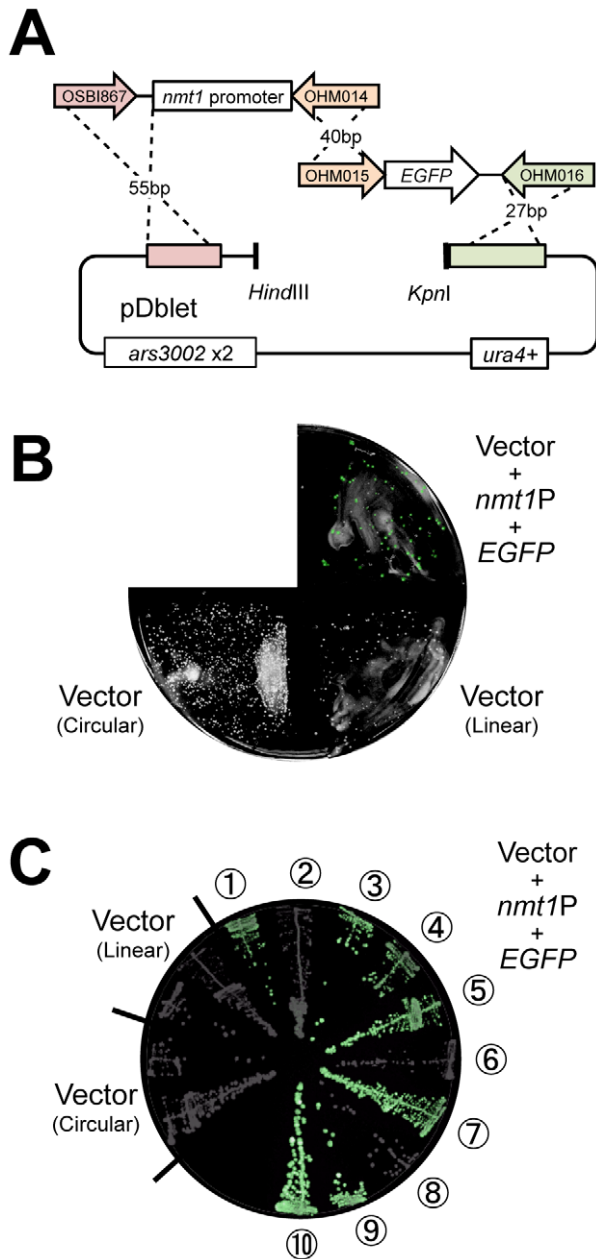 A
OSBI867
nmt1 promoter
OHM014
40bp
OHM015
EGFP
OHM016
55bp
27bp
HindIII
KpnI
pDblet
ars3002 x2
ura4+
B
Vector
+
nmt1P
+
EGFP
Vector
(Circular)
Vector
(Linear)
C
Vector
+
nmt1P
+
EGFP
Vector
(Linear)
Vector
(Circular)
①
②
③
④
⑤
⑥
⑦
⑧
⑨
⑩